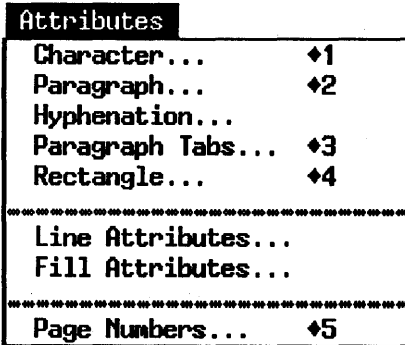 Attributes
Character... ◆1
Paragraph... ◆2
Hyphenation...
Paragraph Tabs... ◆3
Rectangle... ◆4
Line Attributes...
Fill Attributes...
Page Numbers... ◆5